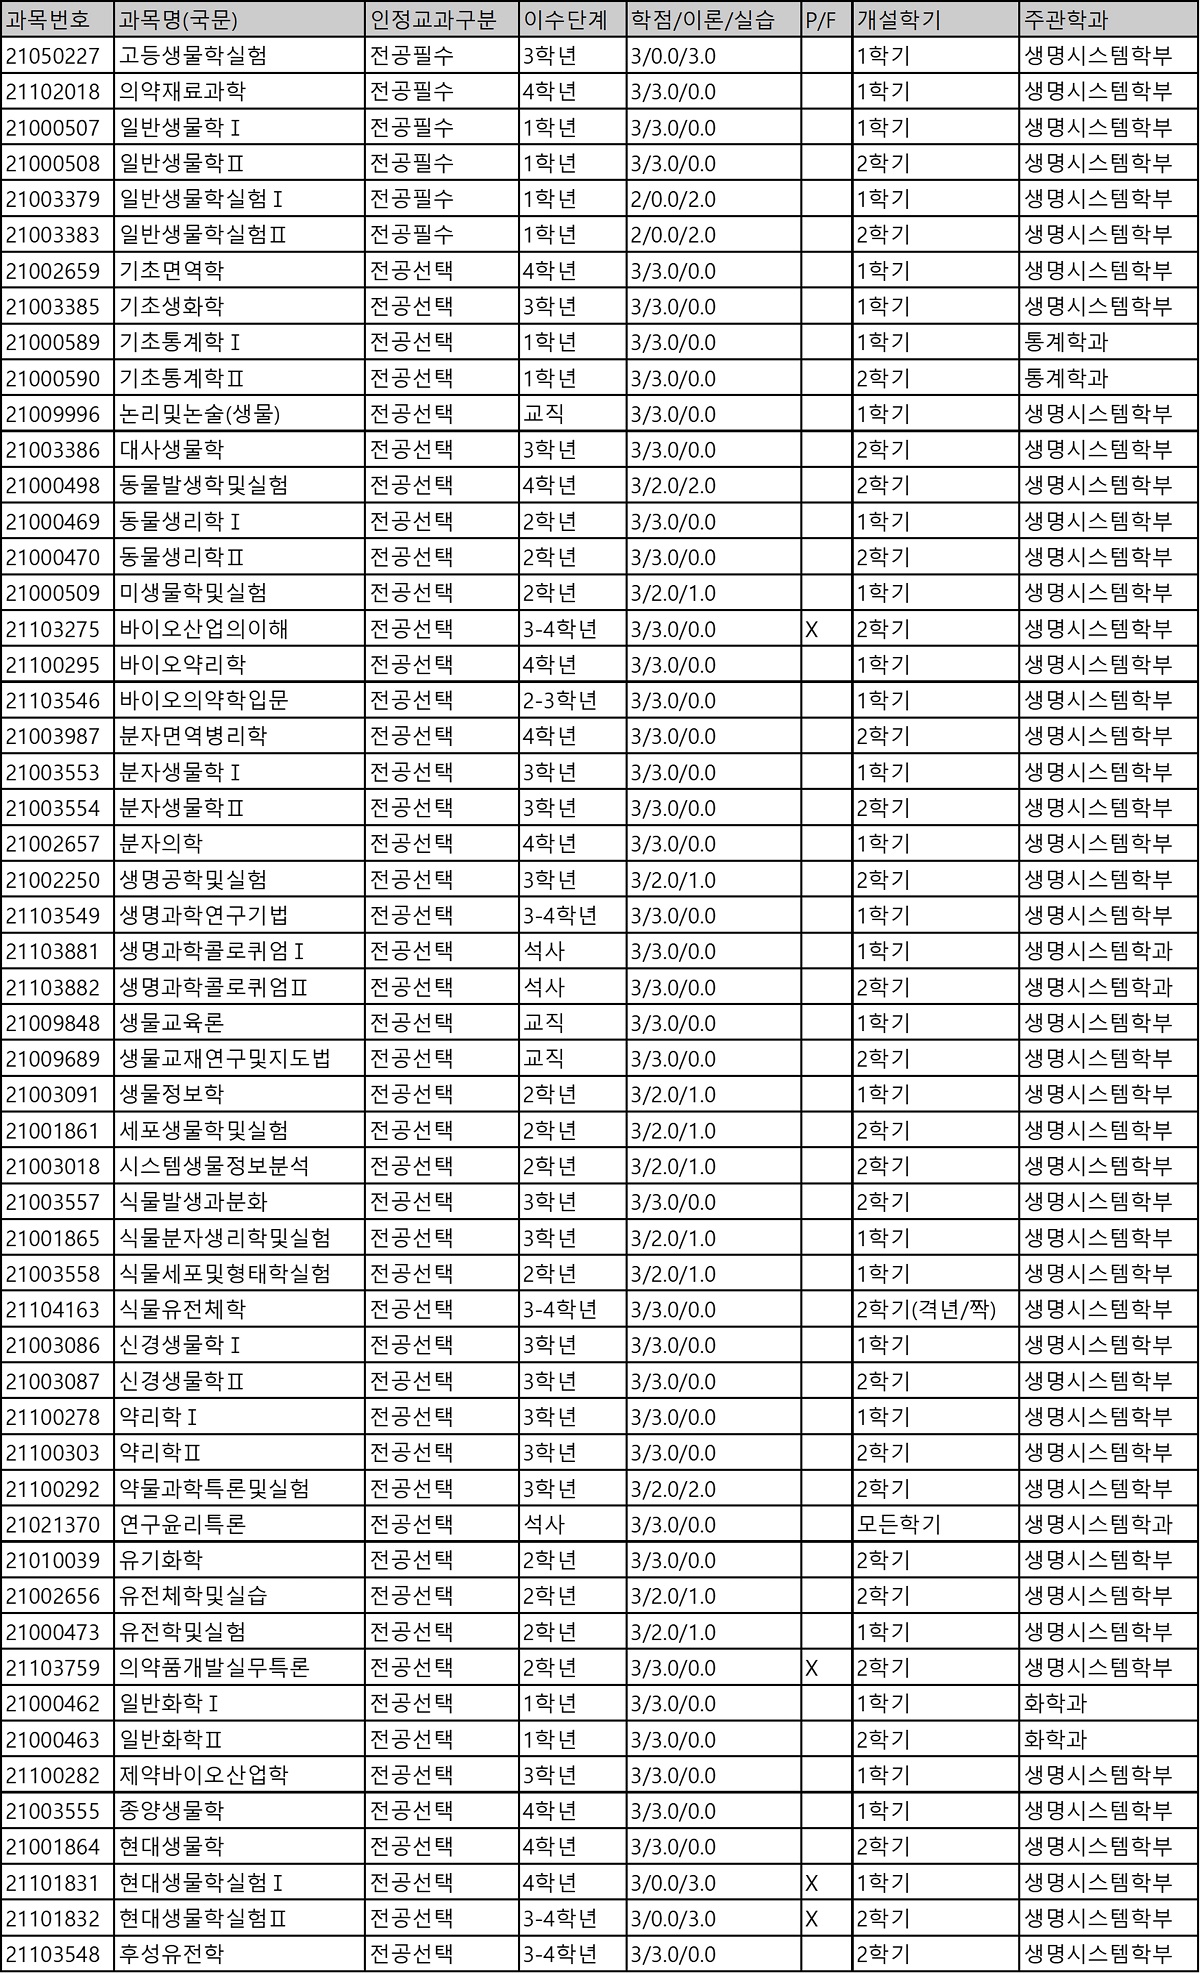 과목번호 과목명(국문) 인정교과구분 이수단계 학점/이론/실습 P/F 개설학기 주관학과
21050227 고등생물학실험 전공필수 3학년 3/0.0/3.0 1학기 생명시스템학부
21102018 의약재료과학 전공필수 4학년 3/3.0/0.0 1학기 생명시스템학부
21000507 일반생물학Ⅰ 전공필수 1학년 3/3.0/0.0 1학기 생명시스템학부
21000508 일반생물학Ⅱ 전공필수 1학년 3/3.0/0.0 2학기 생명시스템학부
21003379 일반생물학실험Ⅰ 전공필수 1학년 2/0.0/2.0 1학기 생명시스템학부
21003383 일반생물학실험Ⅱ 전공필수 1학년 2/0.0/2.0 2학기 생명시스템학부
21002659 기초면역학 전공선택 4학년 3/3.0/0.0 1학기 생명시스템학부
21003385 기초생화학 전공선택 3학년 3/3.0/0.0 1학기 생명시스템학부
21000589 기초통계학Ⅰ 전공선택 1학년 3/3.0/0.0 1학기 통계학과
21000590 기초통계학Ⅱ 전공선택 1학년 3/3.0/0.0 2학기 통계학과
21009996 논리및논술(생물) 전공선택 교직 3/3.0/0.0 1학기 생명시스템학부
21003386 대사생물학 전공선택 3학년 3/3.0/0.0 2학기 생명시스템학부
21000498 동물발생학및실험 전공선택 4학년 3/2.0/2.0 2학기 생명시스템학부
21000469 동물생리학Ⅰ 전공선택 2학년 3/3.0/0.0 1학기 생명시스템학부
21000470 동물생리학Ⅱ 전공선택 2학년 3/3.0/0.0 2학기 생명시스템학부
21000509 미생물학및실험 전공선택 2학년 3/2.0/1.0 1학기 생명시스템학부
21103275 바이오산업의이해 전공선택 3-4학년 3/3.0/0.0 X 2학기 생명시스템학부
21100295 바이오약리학 전공선택 4학년 3/3.0/0.0 1학기 생명시스템학부
21103546 바이오의약학입문 전공선택 2-3학년 3/3.0/0.0 1학기 생명시스템학부
21003987 분자면역병리학 전공선택 4학년 3/3.0/0.0 2학기 생명시스템학부
21003553 분자생물학Ⅰ 전공선택 3학년 3/3.0/0.0 1학기 생명시스템학부
21003554 분자생물학Ⅱ 전공선택 3학년 3/3.0/0.0 2학기 생명시스템학부
21002657 분자의학 전공선택 4학년 3/3.0/0.0 1학기 생명시스템학부
21002250 생명공학및실험 전공선택 3학년 3/2.0/1.0 2학기 생명시스템학부
21103549 생명과학연구기법 전공선택 3-4학년 3/3.0/0.0 1학기 생명시스템학부
21103881 생명과학콜로퀴엄Ⅰ 전공선택 석사 3/3.0/0.0 1학기 생명시스템학과
21103882 생명과학콜로퀴엄Ⅱ 전공선택 석사 3/3.0/0.0 2학기 생명시스템학과
21009848 생물교육론 전공선택 교직 3/3.0/0.0 1학기 생명시스템학부
21009689 생물교재연구및지도법 전공선택 교직 3/3.0/0.0 2학기 생명시스템학부
21003091 생물정보학 전공선택 2학년 3/2.0/1.0 1학기 생명시스템학부
21001861 세포생물학및실험 전공선택 2학년 3/2.0/1.0 2학기 생명시스템학부
21003018 시스템생물정보분석 전공선택 2학년 3/2.0/1.0 2학기 생명시스템학부
21003557 식물발생과분화 전공선택 3학년 3/3.0/0.0 2학기 생명시스템학부
21001865 식물분자생리학및실험 전공선택 3학년 3/2.0/1.0 1학기 생명시스템학부
21003558 식물세포및형태학실험 전공선택 2학년 3/2.0/1.0 1학기 생명시스템학부
21104163 식물유전체학 전공선택 3-4학년 3/3.0/0.0 2학기(격년/짝) 생명시스템학부
21003086 신경생물학Ⅰ 전공선택 3학년 3/3.0/0.0 1학기 생명시스템학부
21003087 신경생물학Ⅱ 전공선택 3학년 3/3.0/0.0 2학기 생명시스템학부
21100278 약리학Ⅰ 전공선택 3학년 3/3.0/0.0 1학기 생명시스템학부
21100303 약리학Ⅱ 전공선택 3학년 3/3.0/0.0 2학기 생명시스템학부
21100292 약물과학특론및실험 전공선택 3학년 3/2.0/2.0 2학기 생명시스템학부
21021370 연구윤리특론 전공선택 석사 3/3.0/0.0 모든학기 생명시스템학과
21010039 유기화학 전공선택 2학년 3/3.0/0.0 2학기 생명시스템학부
21002656 유전체학및실습 전공선택 2학년 3/2.0/1.0 2학기 생명시스템학부
21000473 유전학및실험 전공선택 2학년 3/2.0/1.0 1학기 생명시스템학부
21103759 의약품개발실무특론 전공선택 2학년 3/3.0/0.0 X 2학기 생명시스템학부
21000462 일반화학Ⅰ 전공선택 1학년 3/3.0/0.0 1학기 화학과
21000463 일반화학Ⅱ 전공선택 1학년 3/3.0/0.0 2학기 화학과
21100282 제약바이오산업학 전공선택 3학년 3/3.0/0.0 1학기 생명시스템학부
21003555 종양생물학 전공선택 4학년 3/3.0/0.0 1학기 생명시스템학부
21001864 현대생물학 전공선택 4학년 3/3.0/0.0 2학기 생명시스템학부
21101831 현대생물학실험Ⅰ 전공선택 4학년 3/0.0/3.0 X 1학기 생명시스템학부
21101832 현대생물학실험Ⅱ 전공선택 3-4학년 3/0.0/3.0 X 2학기 생명시스템학부
21103548 후성유전학 전공선택 3-4학년 3/3.0/0.0 2학기 생명시스템학부